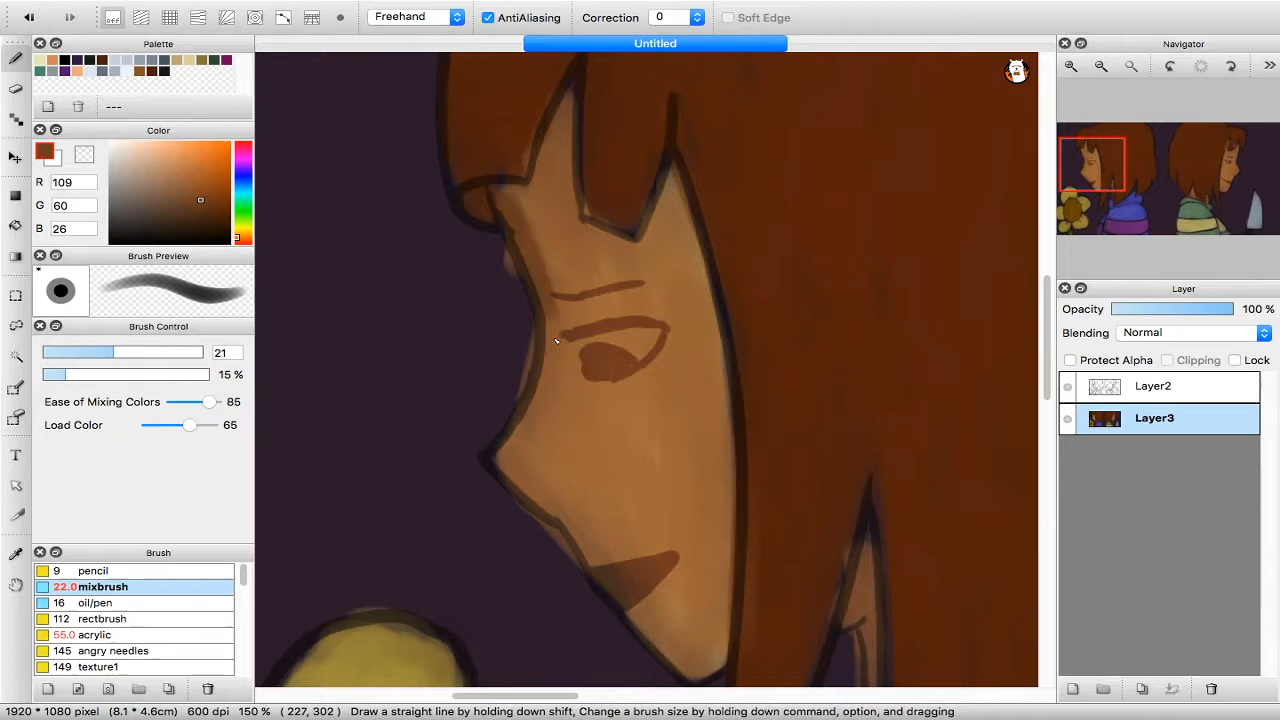 Freehand AntiAliasing Correction 0 Soft Edge
Palette
Untitled
Navigator
---
Color
R 109
G 60
B 26
Brush Preview
*
Brush Control
21
15 %
Ease of Mixing Colors 85
Load Color 65
Brush
9 pencil
22.0 mixbrush
16 oil/pen
112 rectbrush
55.0 acrylic
145 angry needles
149 texture1
Layer
Opacity 100 %
Blending Normal
Protect Alpha Clipping Lock
Layer2
Layer3
1920 * 1080 pixel (8.1 * 4.6cm) 600 dpi 150 % ( 227, 302 ) Draw a straight line by holding down shift, Change a brush size by holding down command, option, and dragging